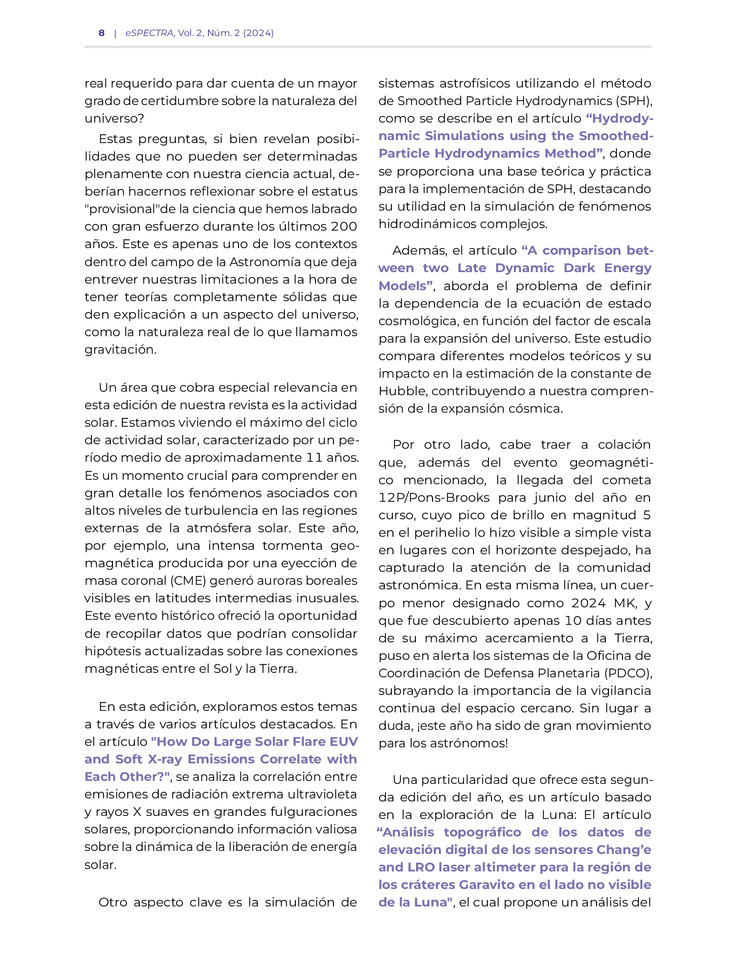 8 | eSPECTRA, Vol. 2, Núm. 2 (2024)
real requerido para dar cuenta de un mayor
grado de certidumbre sobre la naturaleza del
universo?
Estas preguntas, si bien revelan posibi-
lidades que no pueden ser determinadas
plenamente con nuestra ciencia actual, de-
berían hacernos reflexionar sobre el estatus
"provisional"de la ciencia que hemos labrado
con gran esfuerzo durante los últimos 200
años. Este es apenas uno de los contextos
dentro del campo de la Astronomía que deja
entrever nuestras limitaciones a la hora de
tener teorías completamente sólidas que
den explicación a un aspecto del universo,
como la naturaleza real de lo que llamamos
gravitación.
Un área que cobra especial relevancia en
esta edición de nuestra revista es la actividad
solar. Estamos viviendo el máximo del ciclo
de actividad solar, caracterizado por un pe-
ríodo medio de aproximadamente 11 años.
Es un momento crucial para comprender en
gran detalle los fenómenos asociados con
altos niveles de turbulencia en las regiones
externas de la atmósfera solar. Este año,
por ejemplo, una intensa tormenta geo-
magnética producida por una eyección de
masa coronal (CME) generó auroras boreales
visibles en latitudes intermedias inusuales.
Este evento histórico ofreció la oportunidad
de recopilar datos que podrían consolidar
hipótesis actualizadas sobre las conexiones
magnéticas entre el Sol y la Tierra.
En esta edición, exploramos estos temas
a través de varios artículos destacados. En
el artículo "How Do Large Solar Flare EUV
and Soft X-ray Emissions Correlate with
Each Other?", se analiza la correlación entre
emisiones de radiación extrema ultravioleta
y rayos X suaves en grandes fulguraciones
solares, proporcionando información valiosa
sobre la dinámica de la liberación de energía
solar.
Otro aspecto clave es la simulación de
sistemas astrofísicos utilizando el método
de Smoothed Particle Hydrodynamics (SPH),
como se describe en el artículo “Hydrody-
namic Simulations using the Smoothed-
Particle Hydrodynamics Method”, donde
se proporciona una base teórica y práctica
para la implementación de SPH, destacando
su utilidad en la simulación de fenómenos
hidrodinámicos complejos.
Además, el artículo “A comparison bet-
ween two Late Dynamic Dark Energy
Models”, aborda el problema de definir
la dependencia de la ecuación de estado
cosmológica, en función del factor de escala
para la expansión del universo. Este estudio
compara diferentes modelos teóricos y su
impacto en la estimación de la constante de
Hubble, contribuyendo a nuestra compren-
sión de la expansión cósmica.
Por otro lado, cabe traer a colación
que, además del evento geomagnéti-
co mencionado, la llegada del cometa
12P/Pons-Brooks para junio del año en
curso, cuyo pico de brillo en magnitud 5
en el perihelio lo hizo visible a simple vista
en lugares con el horizonte despejado, ha
capturado la atención de la comunidad
astronómica. En esta misma línea, un cuer-
po menor designado como 2024 MK, y
que fue descubierto apenas 10 días antes
de su máximo acercamiento a la Tierra,
puso en alerta los sistemas de la Oficina de
Coordinación de Defensa Planetaria (PDCO),
subrayando la importancia de la vigilancia
continua del espacio cercano. Sin lugar a
duda, ¡este año ha sido de gran movimiento
para los astrónomos!
Una particularidad que ofrece esta segun-
da edición del año, es un artículo basado
en la exploración de la Luna: El artículo
“Análisis topográfico de los datos de
elevación digital de los sensores Chang’e
and LRO laser altimeter para la región de
los cráteres Garavito en el lado no visible
de la Luna", el cual propone un análisis del